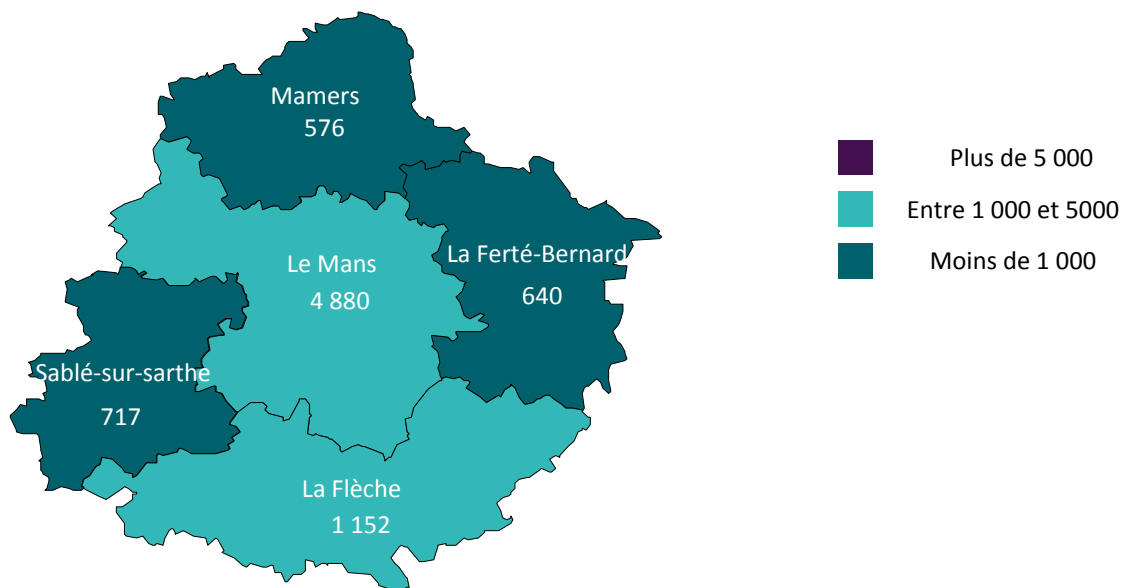 Mamers
576
Plus de 5 000
Entre 1 000 et 5000
Moins de 1 000
La Ferté-Bernard
640
Le Mans
4 880
Sablé-sur-sarthe
717
La Flèche
1 152